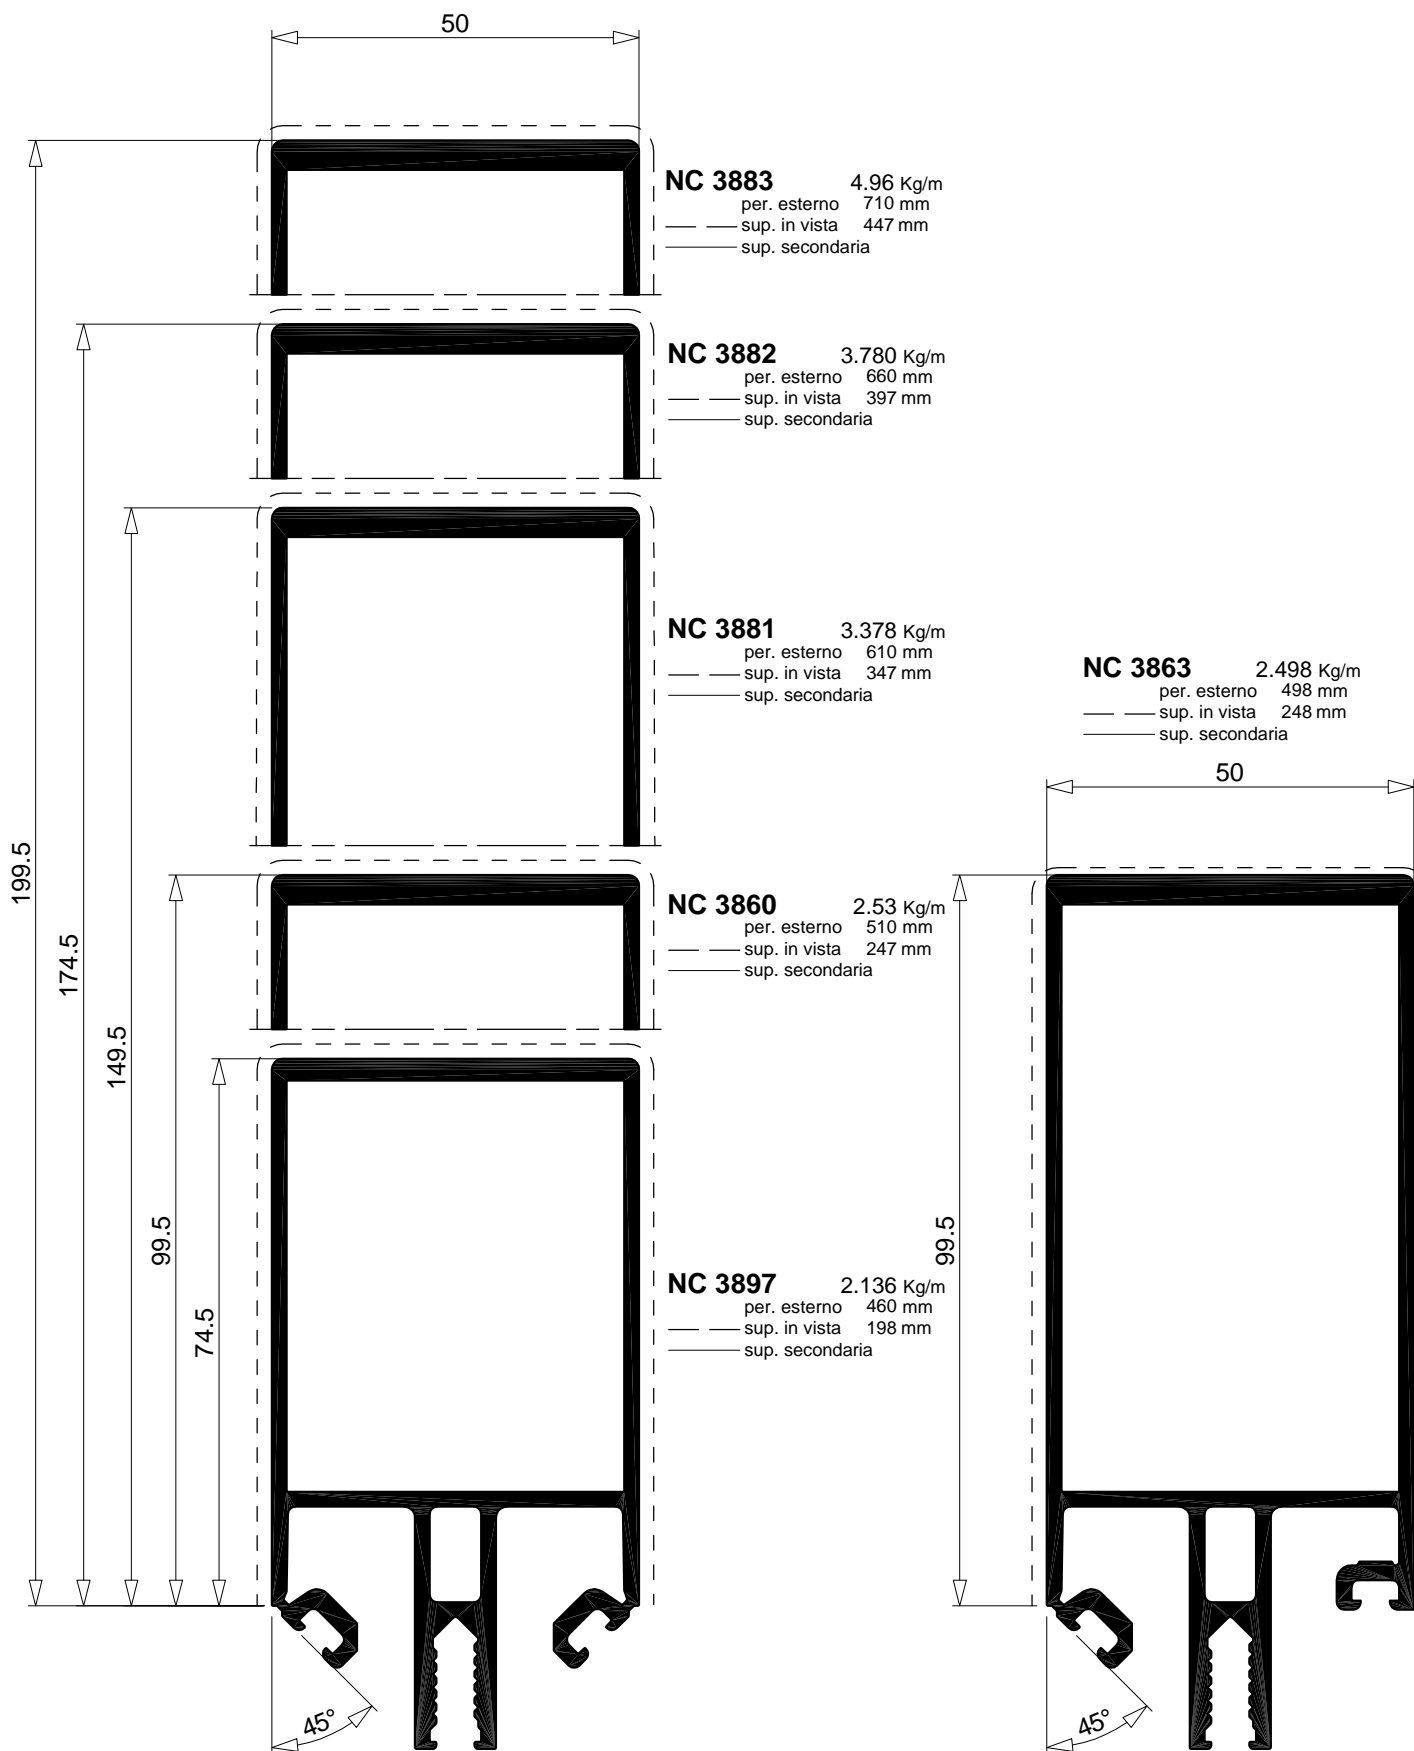 50
NC 3883 4.96 Kg/m
per. esterno 710 mm
sup. in vista 447 mm
sup. secondaria
NC 3882 3.780 Kg/m
per. esterno 660 mm
sup. in vista 397 mm
sup. secondaria
NC 3881 3.378 Kg/m
per. esterno 610 mm
sup. in vista 347 mm
sup. secondaria
NC 3863 2.498 Kg/m
per. esterno 498 mm
sup. in vista 248 mm
sup. secondaria
50
199.5
174.5
149.5
99.5
74.5
NC 3860 2.53 Kg/m
per. esterno 510 mm
sup. in vista 247 mm
sup. secondaria
99.5
NC 3897 2.136 Kg/m
per. esterno 460 mm
sup. in vista 198 mm
sup. secondaria
45°
45°